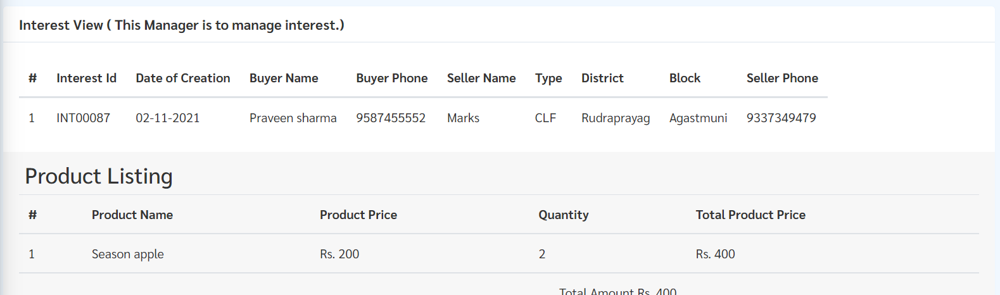 Interest View ( This Manager is to manage interest.)
# Interest Id Date of Creation Buyer Name Buyer Phone Seller Name Type District Block Seller Phone
1 INT00087 02-11-2021 Praveen sharma 9587455552 Marks CLF Rudraprayag Agastmuni 9337349479
Product Listing
# Product Name Product Price Quantity Total Product Price
1 Season apple Rs. 200 2 Rs. 400
Total Amount Rs. 400